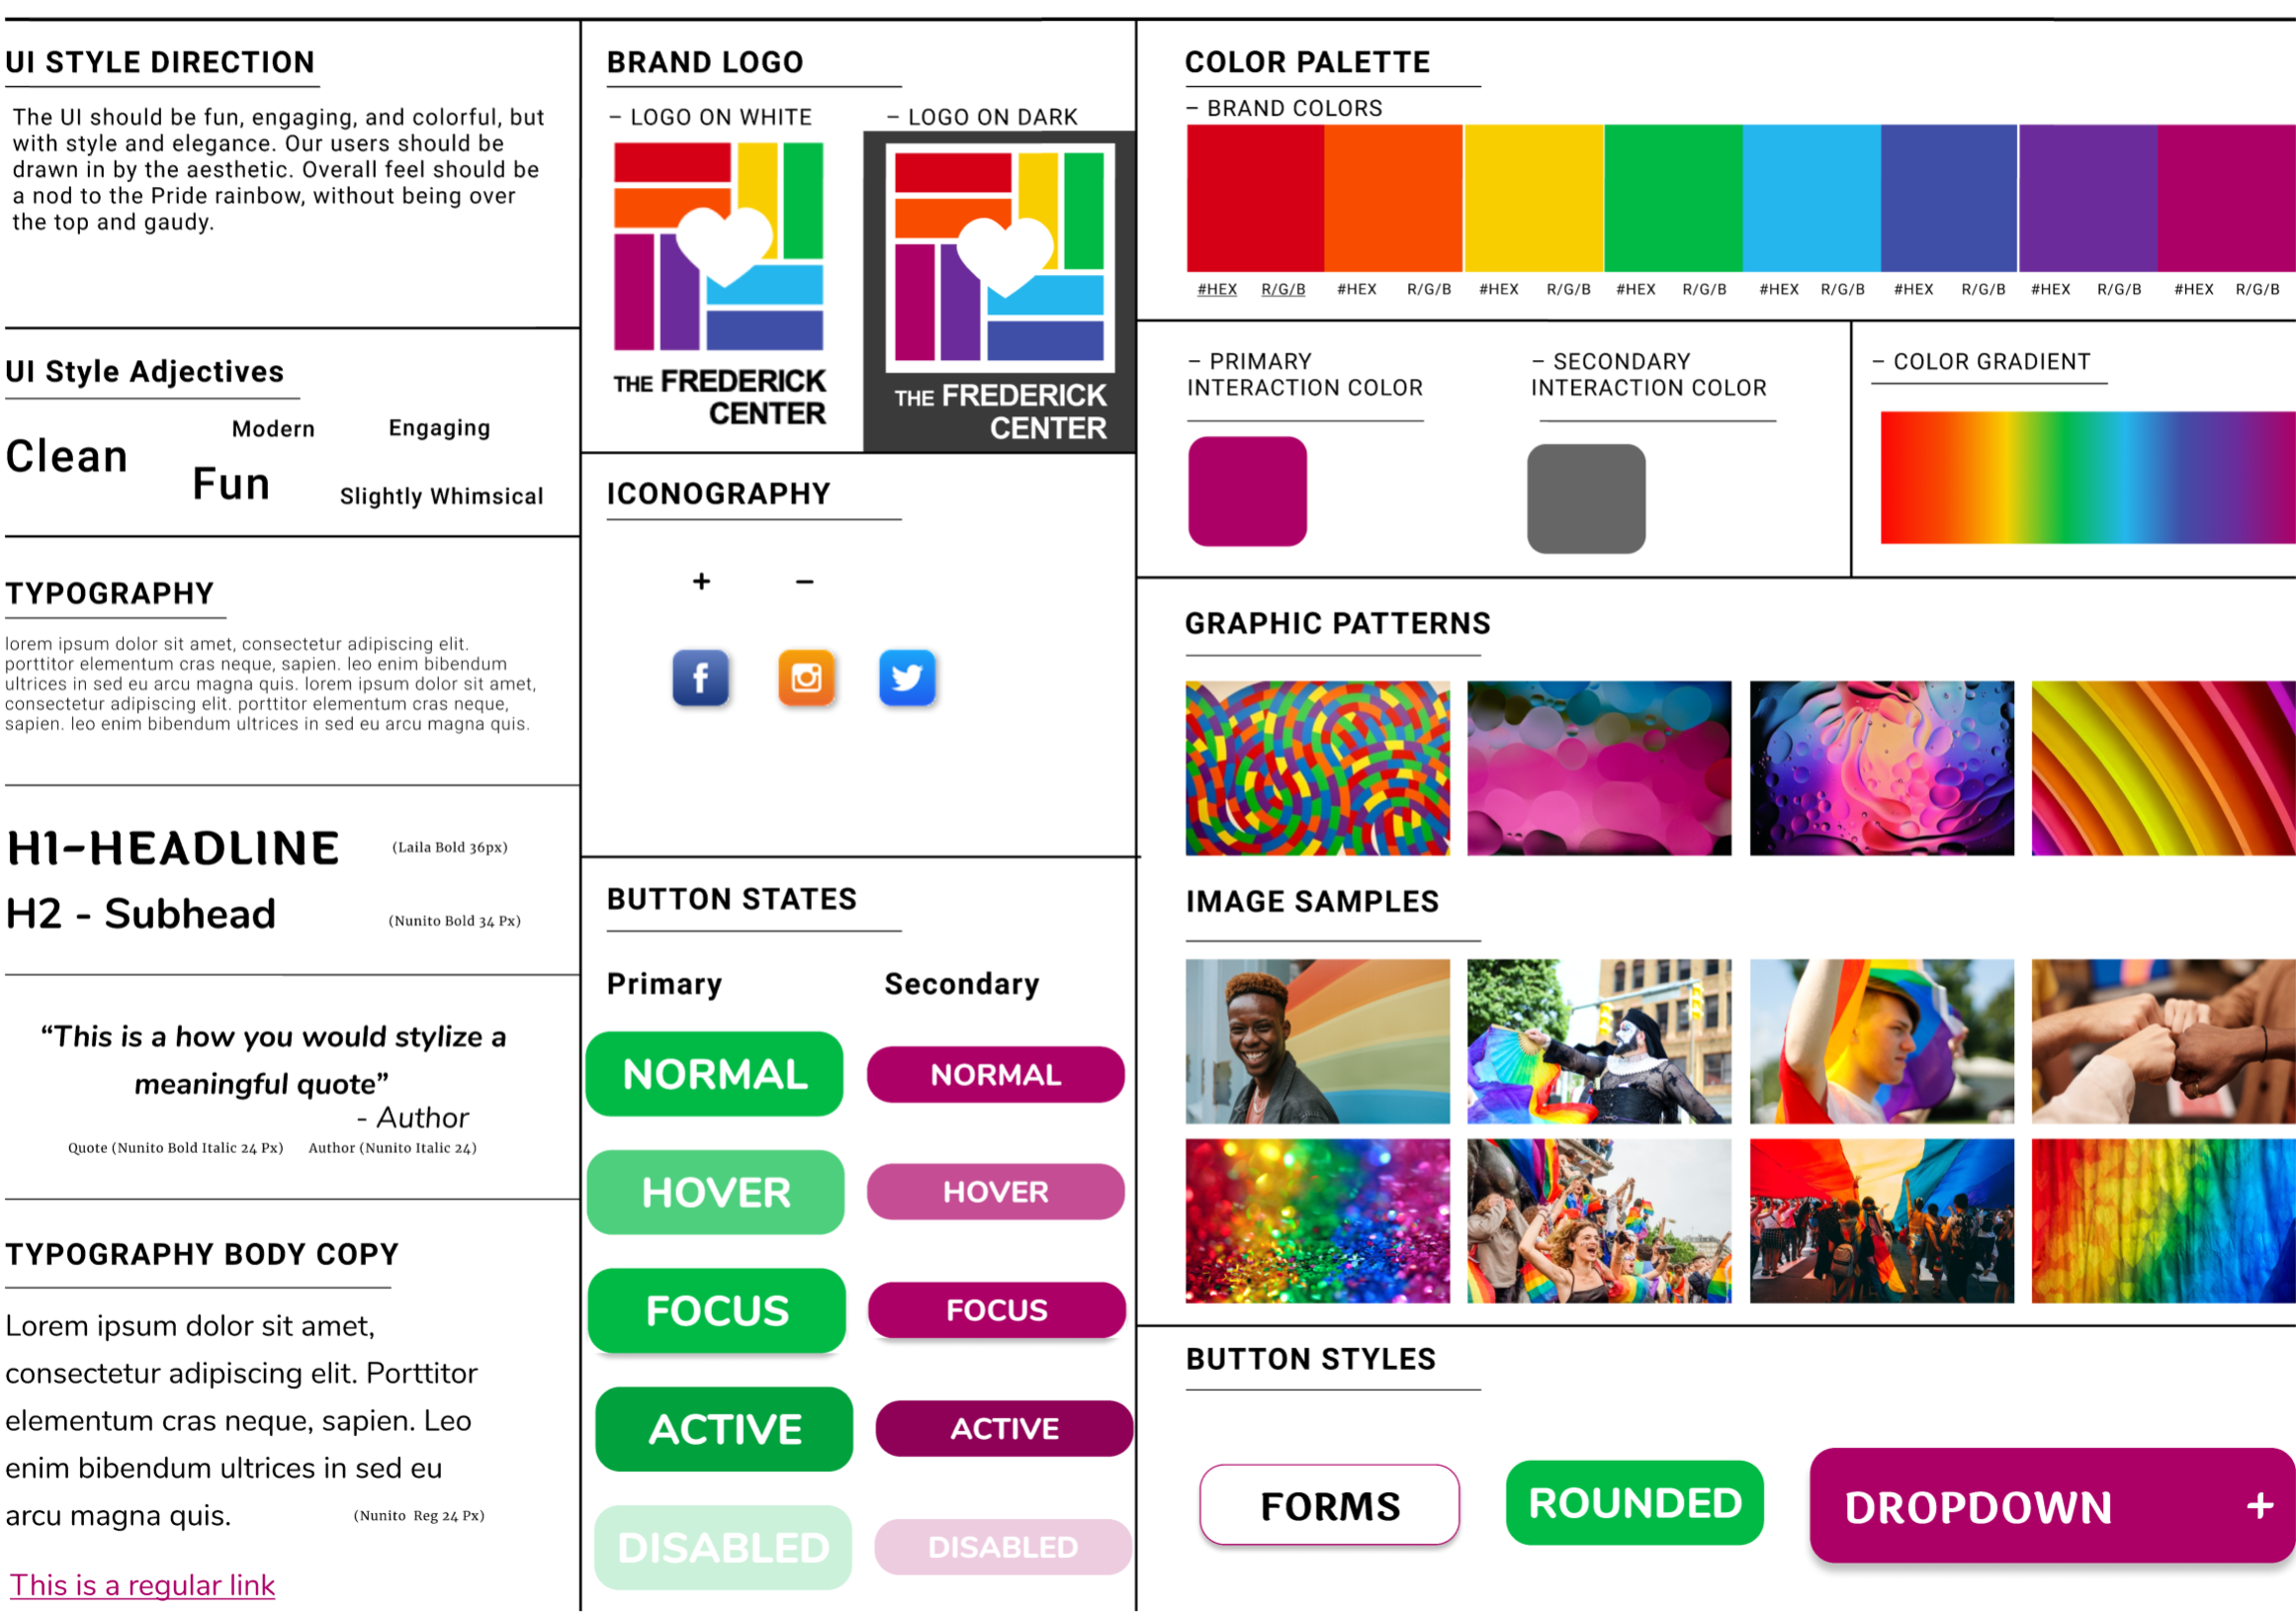 UI STYLE DIRECTION
The UI should be fun, engaging, and colorful, but
with style and elegance. Our users should be
drawn in by the aesthetic. Overall feel should be
a nod to the Pride rainbow, without being over
the top and gaudy.
UI Style Adjectives
Modern
Engaging
Clean
Fun
Slightly Whimsical
TYPOGRAPHY
lorem ipsum dolor sit amet, consectetur adipiscing elit.
porttitor elementum cras neque, sapien. leo enim bibendum
ultrices in sed eu arcu magna quis. lorem ipsum dolor sit amet,
consectetur adipiscing elit. porttitor elementum cras neque,
sapien. leo enim bibendum ultrices in sed eu arcu magna quis.
H1-HEADLINE (Laila Bold 36px)
H2 - Subhead (Nunito Bold 34 Px)
“This is a how you would stylize a
meaningful quote”
- Author
Quote (Nunito Bold Italic 24 Px) Author (Nunito Italic 24)
TYPOGRAPHY BODY COPY
Lorem ipsum dolor sit amet,
consectetur adipiscing elit. Porttitor
elementum cras neque, sapien. Leo
enim bibendum ultrices in sed eu
arcu magna quis. (Nunito Reg 24 Px)
This is a regular link
BRAND LOGO
– LOGO ON WHITE
THE FREDERICK
CENTER
– LOGO ON DARK
THE FREDERICK
CENTER
ICONOGRAPHY
+ –
f
BUTTON STATES
Primary Secondary
NORMAL NORMAL
HOVER HOVER
FOCUS FOCUS
ACTIVE ACTIVE
DISABLED DISABLED
COLOR PALETTE
– BRAND COLORS
#HEX R/G/B #HEX R/G/B #HEX R/G/B #HEX R/G/B #HEX R/G/B #HEX R/G/B #HEX R/G/B #HEX R/G/B
– PRIMARY
INTERACTION COLOR
– SECONDARY
INTERACTION COLOR
– COLOR GRADIENT
GRAPHIC PATTERNS
IMAGE SAMPLES
BUTTON STYLES
FORMS
ROUNDED
DROPDOWN +